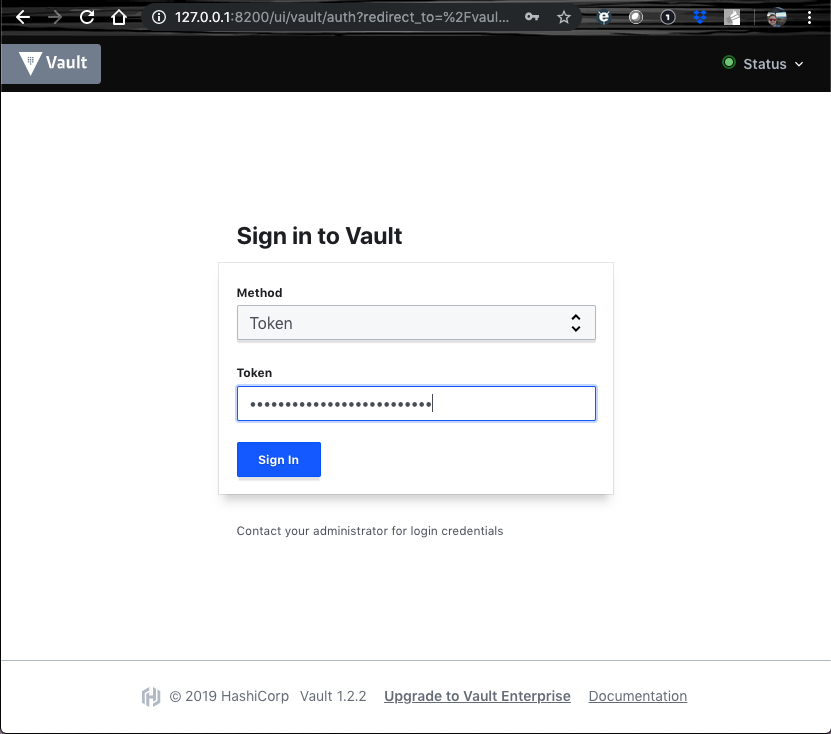 127.0.0.1:8200/ui/vault/auth?redirect_to=%2Fvaul...
Vault
Status
Sign in to Vault
Method
Token
Token
••••••••••••••••••••••••••
Sign In
Contact your administrator for login credentials
© 2019 HashiCorp Vault 1.2.2 Upgrade to Vault Enterprise Documentation